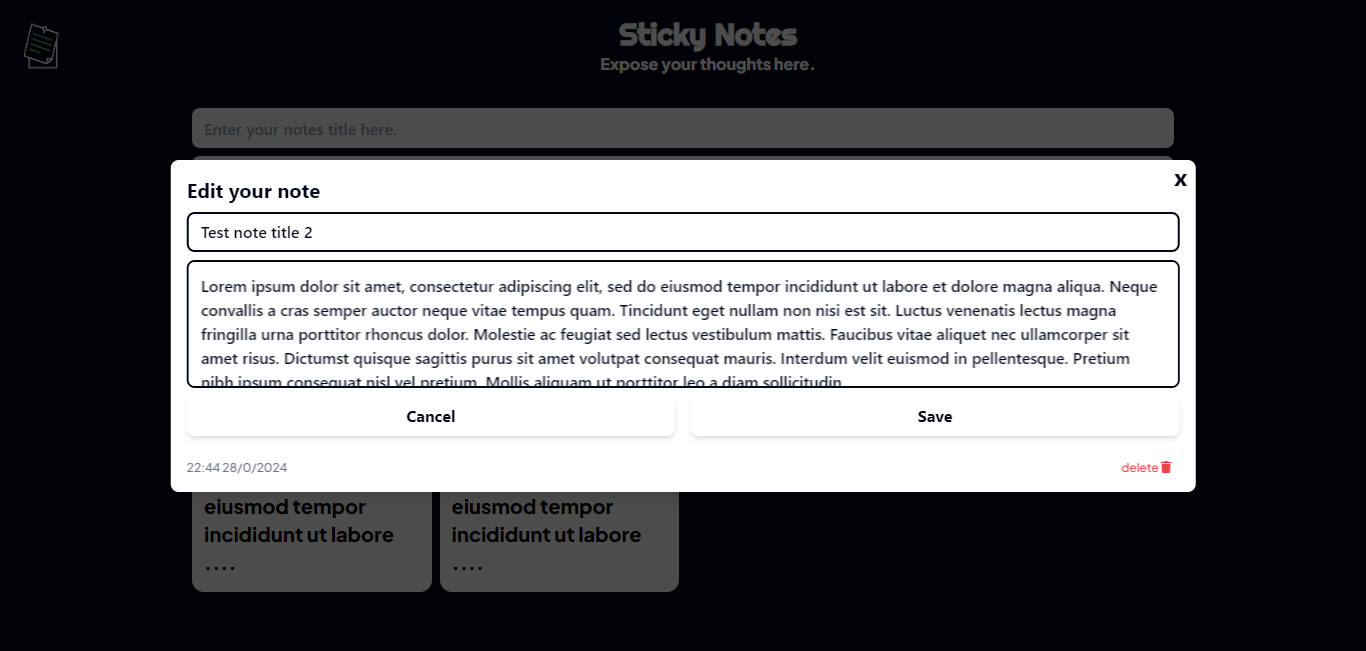 Sticky Notes
Expose your thoughts here.
Enter your notes title here.
X
Edit your note
Test note title 2
Lorem ipsum dolor sit amet, consectetur adipiscing elit, sed do eiusmod tempor incididunt ut labore et dolore magna aliqua. Neque
convallis a cras semper auctor neque vitae tempus quam. Tincidunt eget nullam non nisi est sit. Luctus venenatis lectus magna
fringilla urna porttitor rhoncus dolor. Molestie ac feugiat sed lectus vestibulum mattis. Faucibus vitae aliquet nec ullamcorper sit
amet risus. Dictumst quisque sagittis purus sit amet volutpat consequat mauris. Interdum velit euismod in pellentesque. Pretium
nibh ipsum consequat nisl vel pretium. Mollis aliquam ut porttitor leo a diam sollicitudin
Cancel
Save
22:44 28/0/2024
delete
eiusmod tempor
incididunt ut labore
....
eiusmod tempor
incididunt ut labore
....